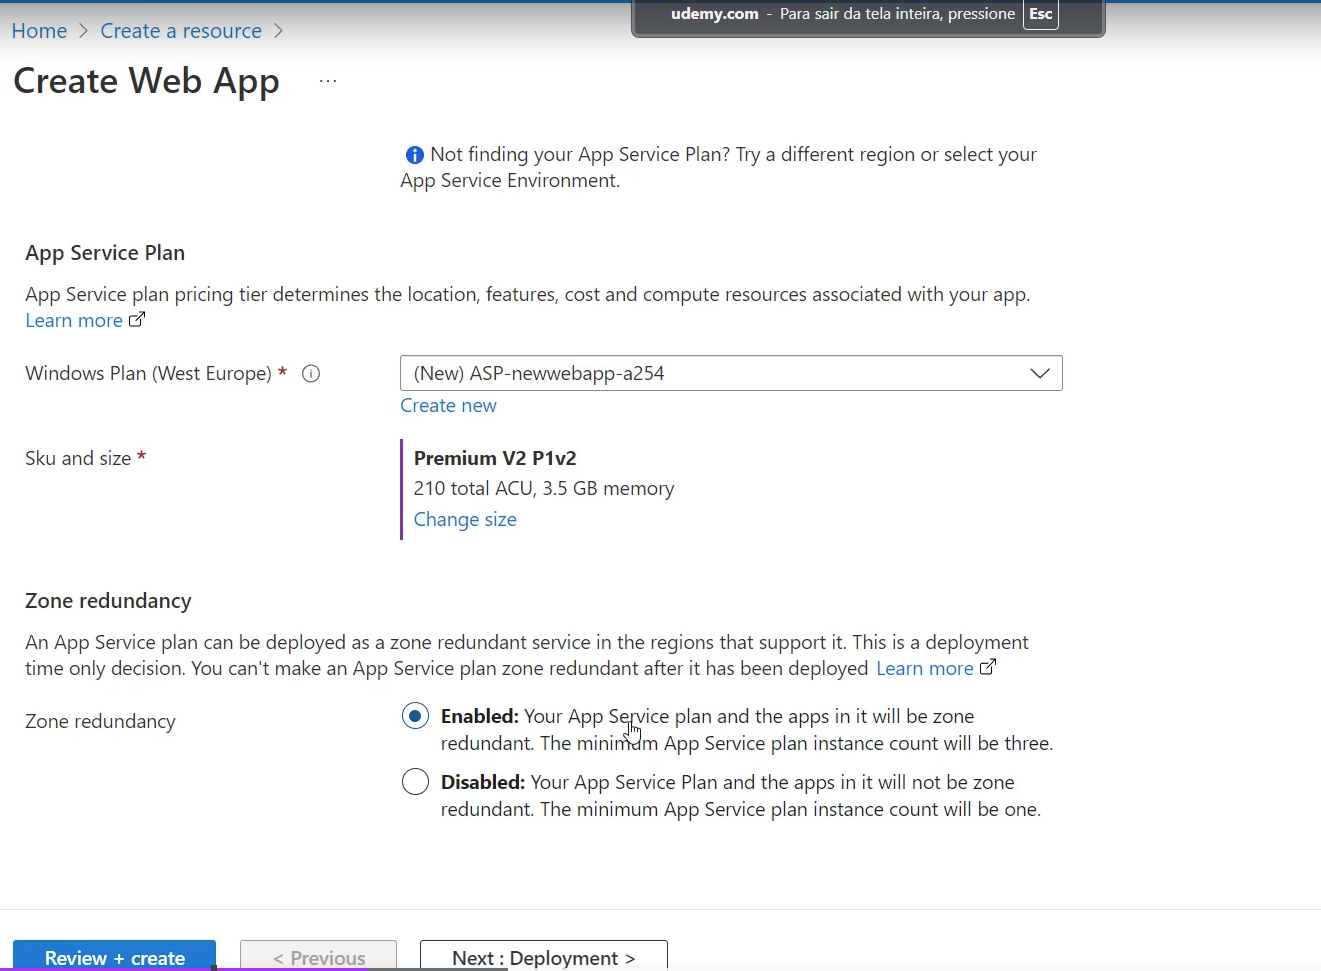 udemy.com - Para sair da tela inteira, pressione Esc
Home > Create a resource >
Create Web App ...
Not finding your App Service Plan? Try a different region or select your
App Service Environment.
App Service Plan
App Service plan pricing tier determines the location, features, cost and compute resources associated with your app.
Learn more
Windows Plan (West Europe) *
(New) ASP-newwebapp-a254
Create new
Sku and size *
Premium V2 P1v2
210 total ACU, 3.5 GB memory
Change size
Zone redundancy
An App Service plan can be deployed as a zone redundant service in the regions that support it. This is a deployment
time only decision. You can't make an App Service plan zone redundant after it has been deployed Learn more
Zone redundancy
Enabled: Your App Service plan and the apps in it will be zone
redundant. The minimum App Service plan instance count will be three.
Disabled: Your App Service Plan and the apps in it will not be zone
redundant. The minimum App Service plan instance count will be one.
Review + create
< Previous
Next : Deployment >